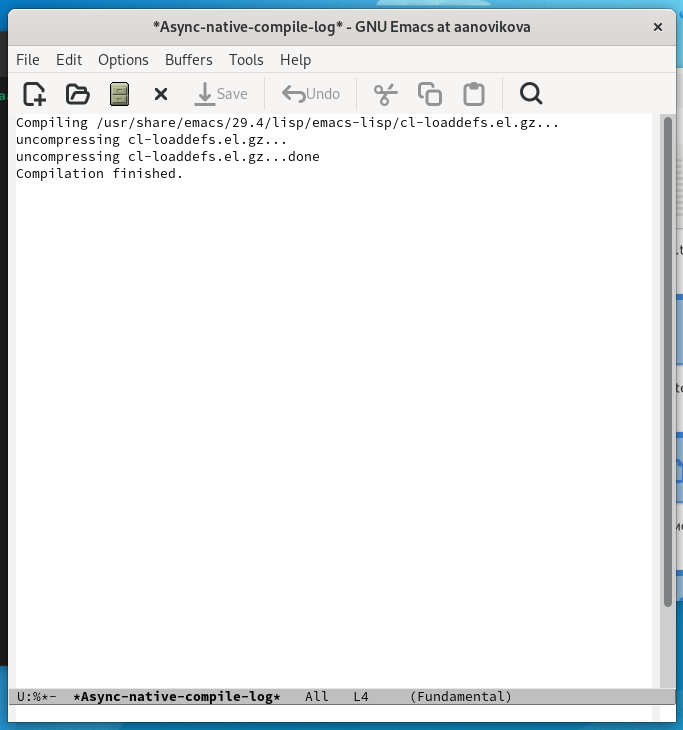 *Async-native-compile-log* - GNU Emacs at aanovikova
File Edit Options Buffers Tools Help
Save Undo
Compiling /usr/share/emacs/29.4/lisp/emacs-lisp/cl-loaddefs.el.gz...
uncompressing cl-loaddefs.el.gz...
uncompressing cl-loaddefs.el.gz...done
Compilation finished.
U:%*- *Async-native-compile-log* All L4 (Fundamental)